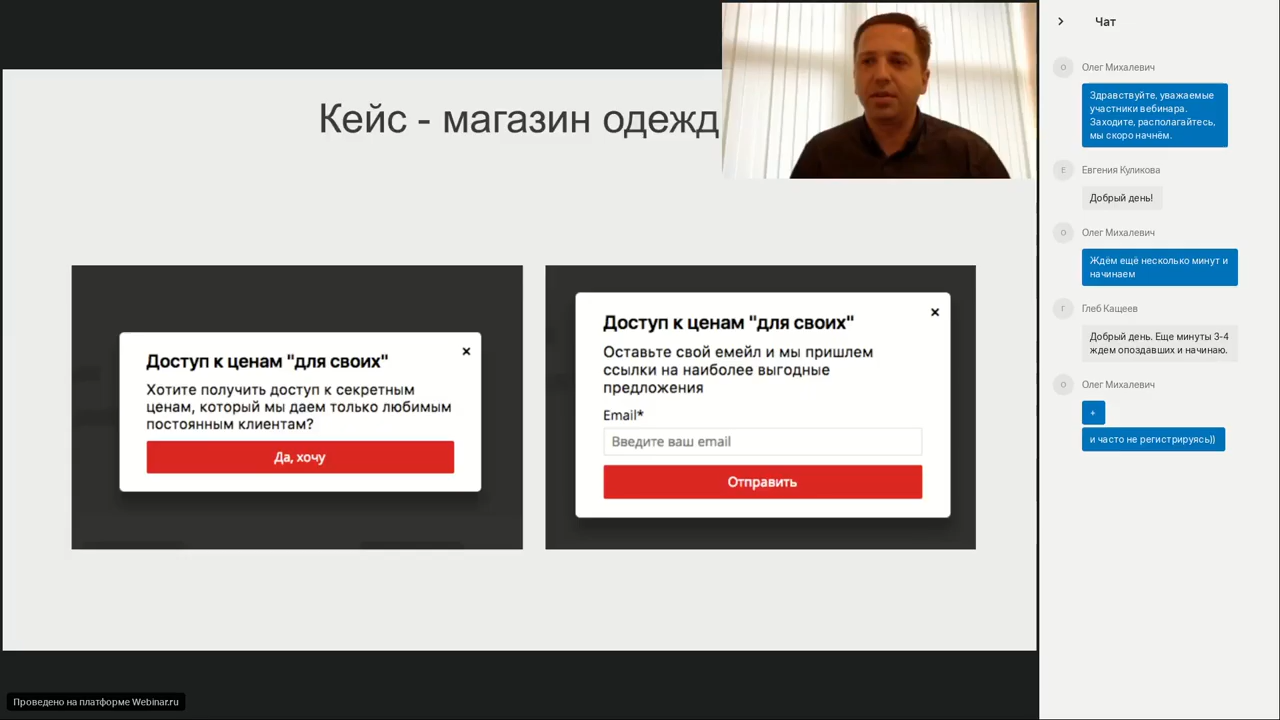 Кейс - магазин одежд
Доступ к ценам "для своих"
Хотите получить доступ к секретным
ценам, который мы даем только любимым
постоянным клиентам?
Да, хочу
Доступ к ценам "для своих"
Оставьте свой емейл и мы пришлем
ссылки на наиболее выгодные
предложения
Email*
Введите ваш email
Отправить
Проведено на платформе Webinar.ru
Чат
О
Олег Михалевич
Здравствуйте, уважаемые
участники вебинара.
Заходите, располагайтесь,
мы скоро начнём.
Е
Евгения Куликова
Добрый день!
О
Олег Михалевич
Ждём ещё несколько минут и
начинаем
Г
Глеб Кащеев
Добрый день. Еще минуты 3-4
ждем опоздавших и начинаю.
О
Олег Михалевич
+
и часто не регистрируясь))